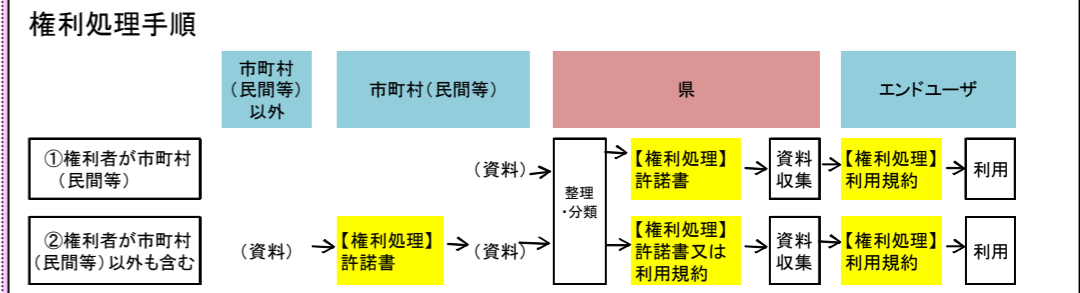 権利処理手順
市町村
(民間等)
以外
市町村(民間等)
県
エンドユーザ
①権利者が市町村
(民間等)
(資料)
整理
・分類
【権利処理】
許諾書
資料
収集
【権利処理】
利用規約
利用
②権利者が市町村
(民間等)以外も含む
(資料)
【権利処理】
許諾書
(資料)
【権利処理】
許諾書又は
利用規約
資料
収集
【権利処理】
利用規約
利用